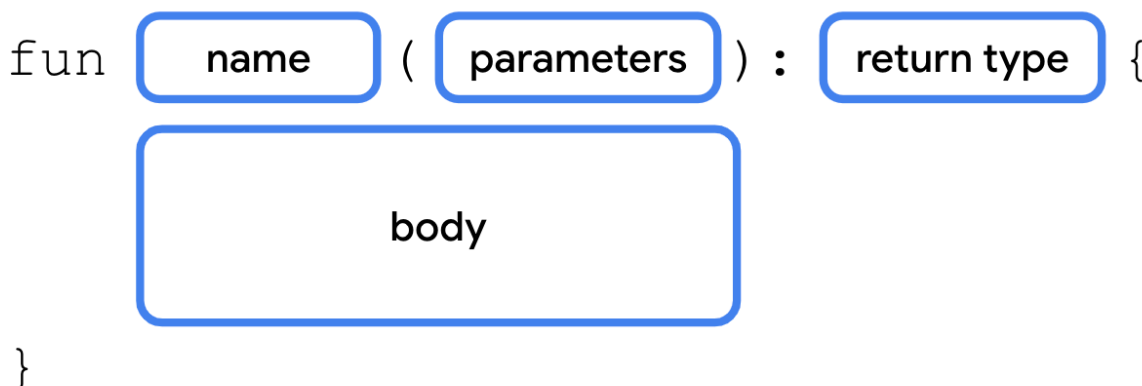 fun name ( parameters ) : return type {
body
}